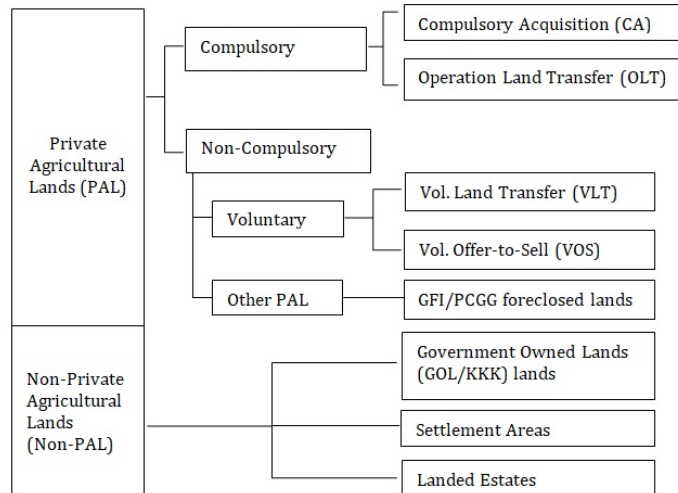 Private
Agricultural
Lands (PAL)
Compulsory
Compulsory Acquisition (CA)
Operation Land Transfer (OLT)
Non-Compulsory
Voluntary
Vol. Land Transfer (VLT)
Vol. Offer-to-Sell (VOS)
Other PAL
GFI/PCGG foreclosed lands
Non-Private
Agricultural
Lands
(Non-PAL)
Government Owned Lands
(GOL/KKK) lands
Settlement Areas
Landed Estates